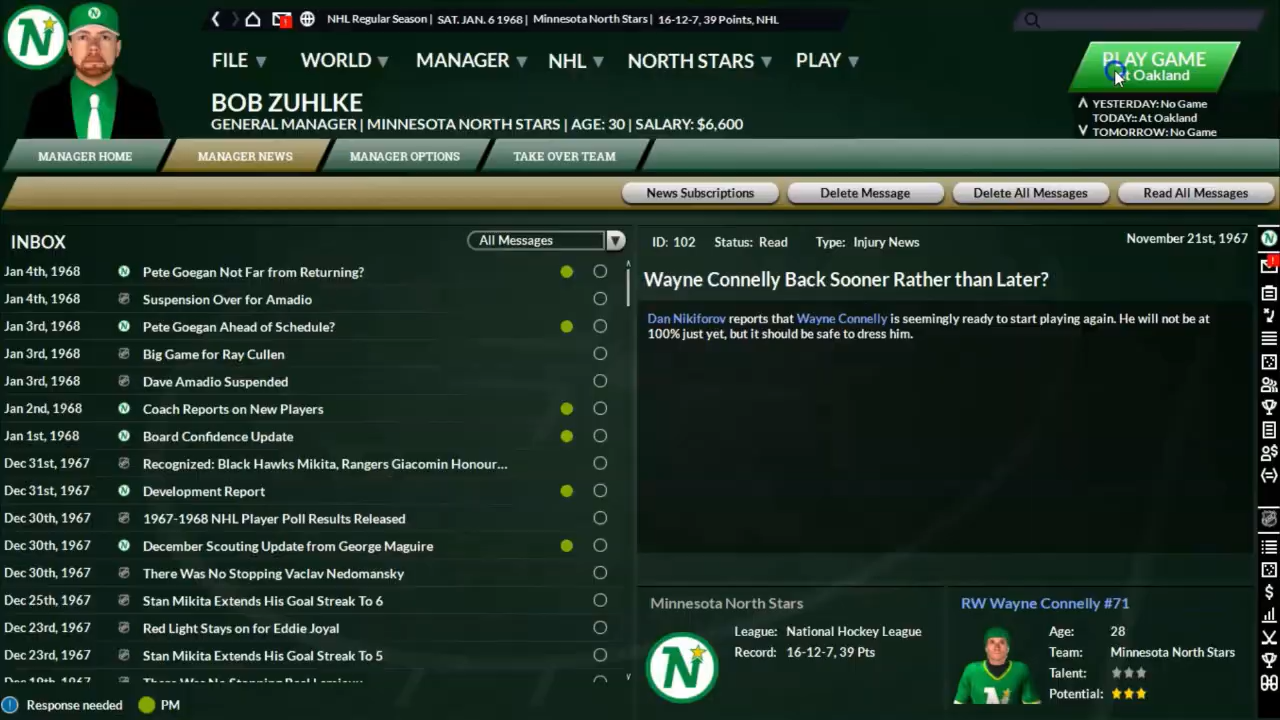 NHL Regular Season | SAT. JAN. 6 1968 | Minnesota North Stars | 16-12-7, 39 Points, NHL
FILE WORLD MANAGER NHL NORTH STARS PLAY
PLAY GAME
At Oakland
BOB ZUHLKE
GENERAL MANAGER | MINNESOTA NORTH STARS | AGE: 30 | SALARY: $6,600
YESTERDAY: No Game
TODAY: At Oakland
TOMORROW: No Game
MANAGER HOME MANAGER NEWS MANAGER OPTIONS TAKE OVER TEAM
News Subscriptions Delete Message Delete All Messages Read All Messages
INBOX All Messages
Jan 4th, 1968 Pete Goegan Not Far from Returning?
Jan 4th, 1968 Suspension Over for Amadio
Jan 3rd, 1968 Pete Goegan Ahead of Schedule?
Jan 3rd, 1968 Big Game for Ray Cullen
Jan 3rd, 1968 Dave Amadio Suspended
Jan 2nd, 1968 Coach Reports on New Players
Jan 1st, 1968 Board Confidence Update
Dec 31st, 1967 Recognized: Black Hawks Mikita, Rangers Giacomin Honour...
Dec 31st, 1967 Development Report
Dec 30th, 1967 1967-1968 NHL Player Poll Results Released
Dec 30th, 1967 December Scouting Update from George Maguire
Dec 30th, 1967 There Was No Stopping Vaclav Nedomansky
Dec 25th, 1967 Stan Mikita Extends His Goal Streak To 6
Dec 23rd, 1967 Red Light Stays on for Eddie Joyal
Dec 23rd, 1967 Stan Mikita Extends His Goal Streak To 5
Response needed PM
ID: 102 Status: Read Type: Injury News November 21st, 1967
Wayne Connelly Back Sooner Rather than Later?
Dan Nikiforov reports that Wayne Connelly is seemingly ready to start playing again. He will not be at
100% just yet, but it should be safe to dress him.
Minnesota North Stars
League: National Hockey League
Record: 16-12-7, 39 Pts
RW Wayne Connelly #71
Age: 28
Team: Minnesota North Stars
Talent:
Potential: